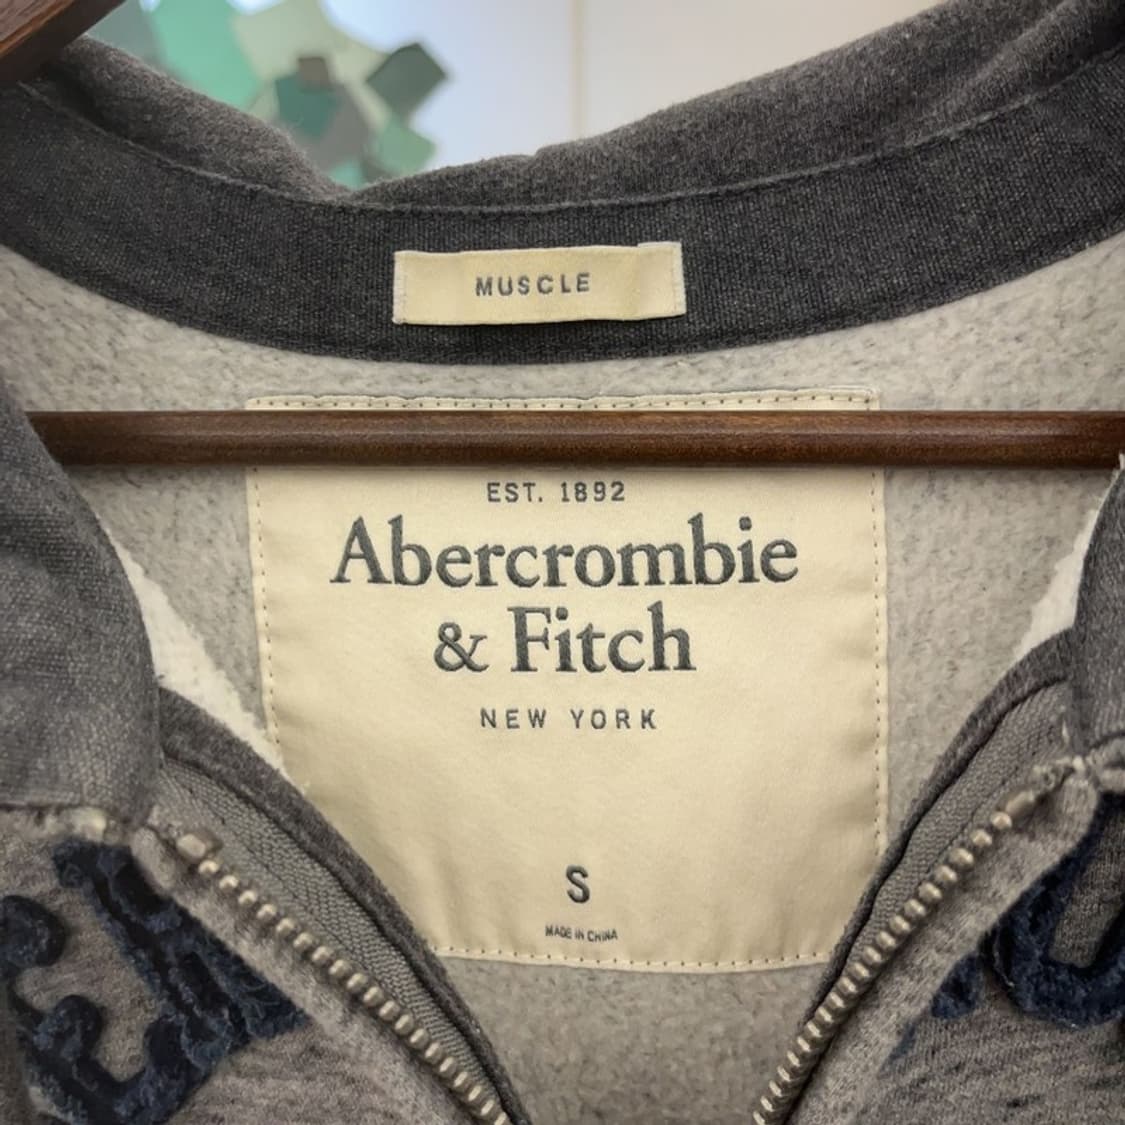 MUSCLE
EST. 1892
Abercrombie
& Fitch
NEW YORK
S
MADE IN CHINA